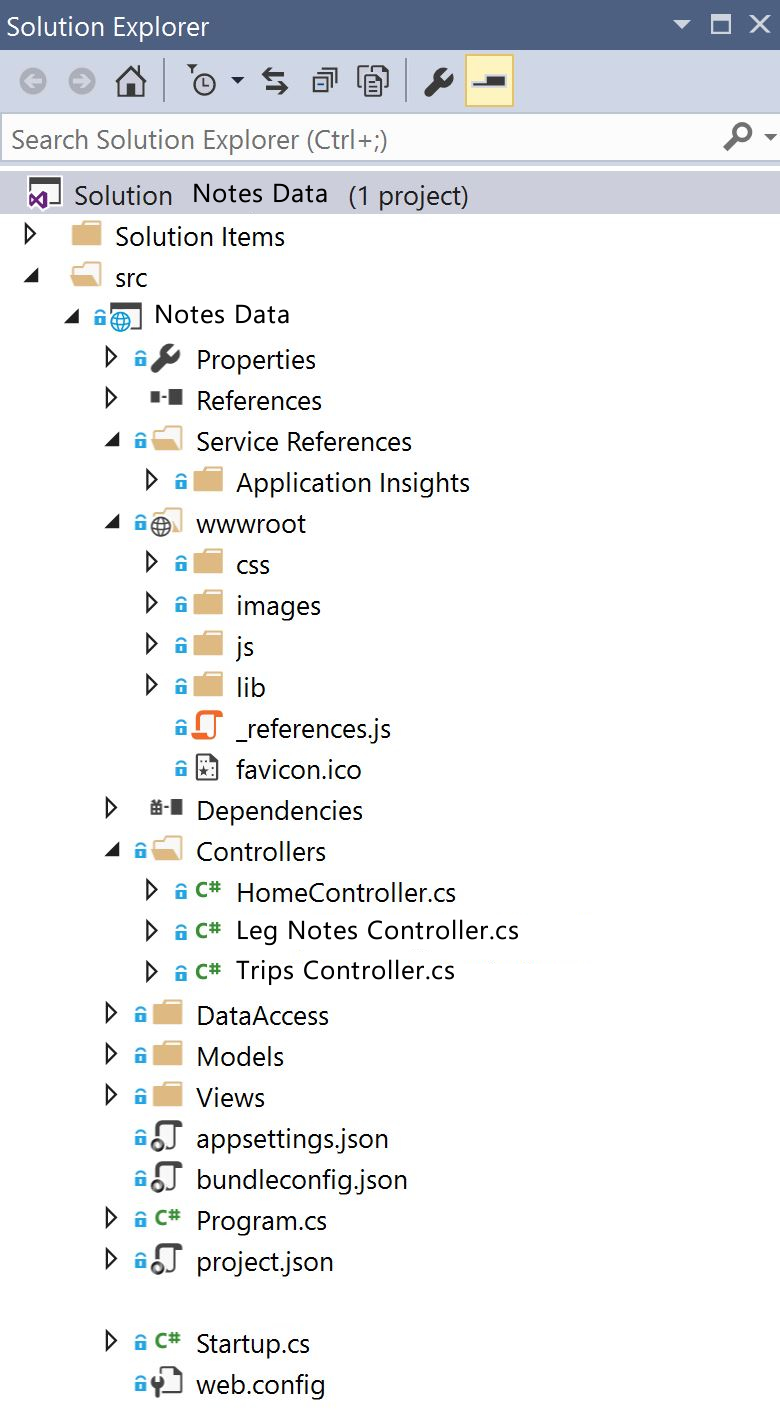 Solution Explorer
Search Solution Explorer (Ctrl+;)
Solution Notes Data (1 project)
Solution Items
src
Notes Data
Properties
References
Service References
Application Insights
wwwroot
css
images
js
lib
_references.js
favicon.ico
Dependencies
Controllers
C# HomeController.cs
C# Leg Notes Controller.cs
C# Trips Controller.cs
DataAccess
Models
Views
appsettings.json
bundleconfig.json
C# Program.cs
project.json
C# Startup.cs
web.config